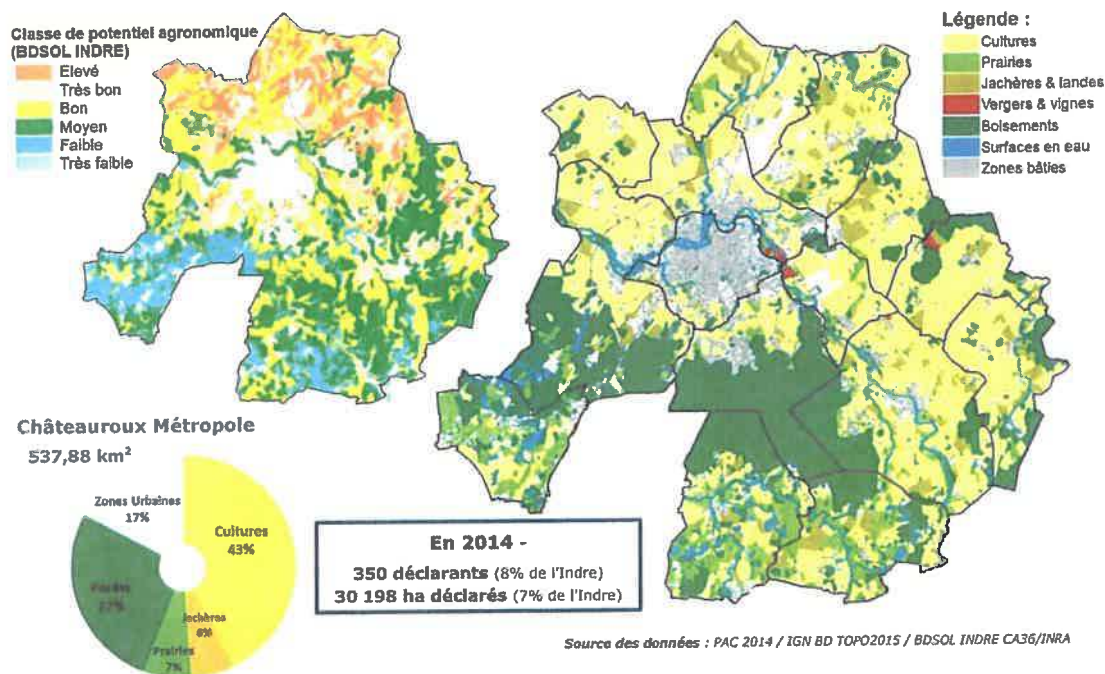 Classe de potentiel agronomique
(BDSOL INDRE)
Elevé
Très bon
Bon
Moyen
Faible
Très faible
Légende :
Cultures
Prairies
Jachères & landes
Vergers & vignes
Boisements
Surfaces en eau
Zones bâties
Châteauroux Métropole
537,88 km²
Zones Urbaines
17%
Cultures
43%
Forêts
27%
Jachères
6%
Prairies
7%
En 2014 -
350 déclarants (8% de l'Indre)
30 198 ha déclarés (7% de l'Indre)
Source des données : PAC 2014 / IGN BD TOPO2015 / BDSOL INDRE CA36/INRA